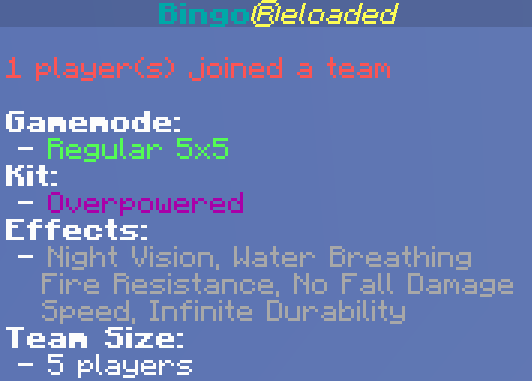 BingoⓇeloaded
1 player(s) joined a team
Gamemode:
- Regular 5x5
Kit:
- Overpowered
Effects:
- Night Vision, Water Breathing
Fire Resistance, No Fall Damage
Speed, Infinite Durability
Team Size:
- 5 players